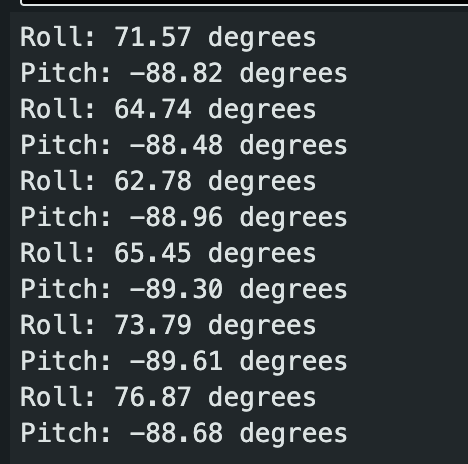 Roll: 71.57 degrees
Pitch: -88.82 degrees
Roll: 64.74 degrees
Pitch: -88.48 degrees
Roll: 62.78 degrees
Pitch: -88.96 degrees
Roll: 65.45 degrees
Pitch: -89.30 degrees
Roll: 73.79 degrees
Pitch: -89.61 degrees
Roll: 76.87 degrees
Pitch: -88.68 degrees